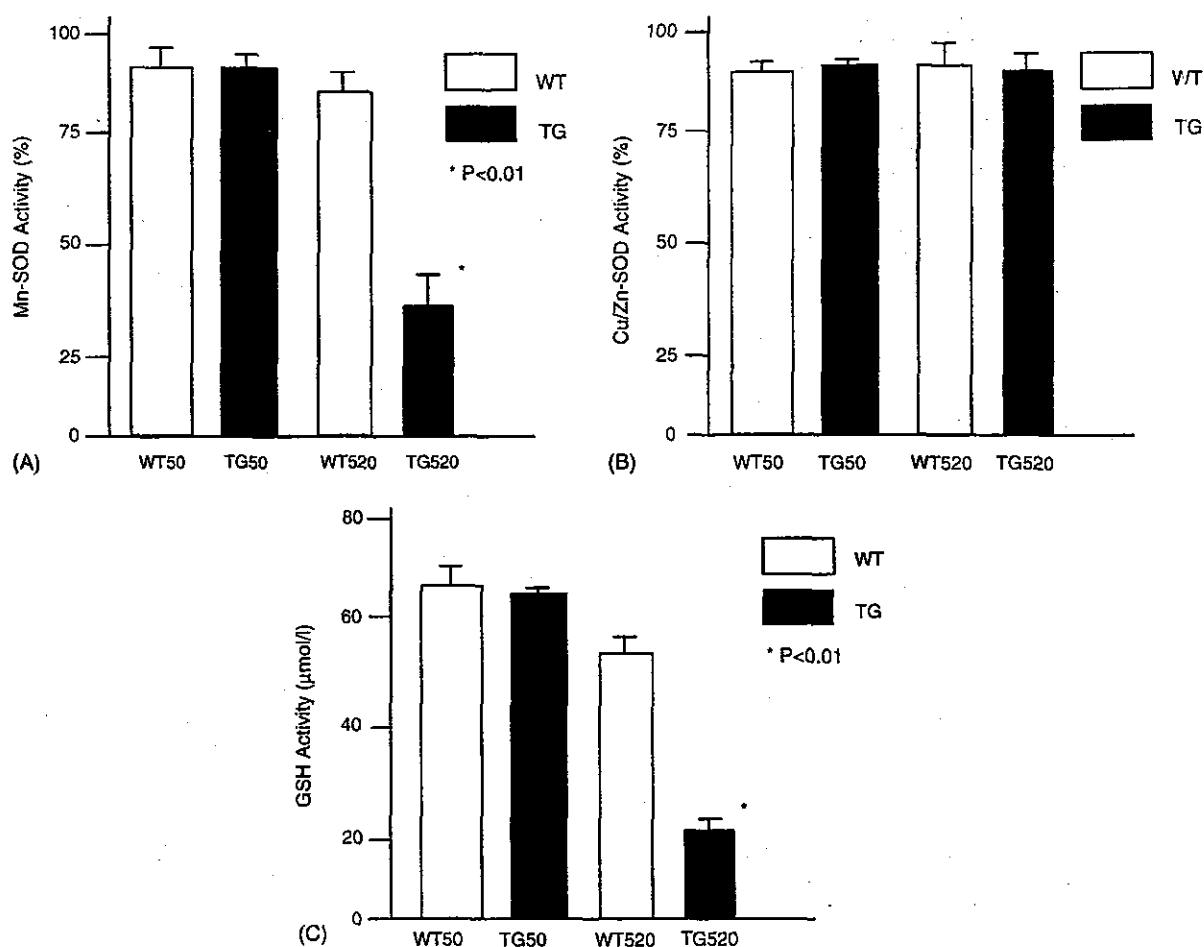 100
75
50
25
0
Mn-SOD Activity (%)
WT
TG
* P<0.01
*
WT50 TG50 WT520 TG520
(A)
100
75
50
25
0
Cu/Zn-SOD Activity (%)
WT
TG
WT50 TG50 WT520 TG520
(B)
80
60
40
20
0
GSH Activity (µmol/l)
WT
TG
* P<0.01
*
WT50 TG50 WT520 TG520
(C)